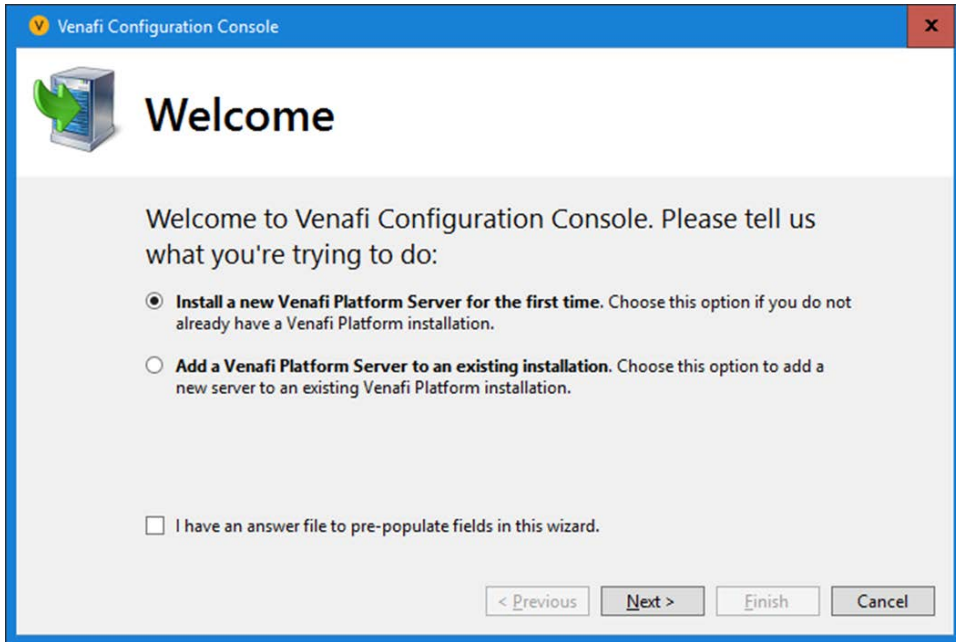 Venafi Configuration Console
x
Welcome
Welcome to Venafi Configuration Console. Please tell us
what you're trying to do:
Install a new Venafi Platform Server for the first time. Choose this option if you do not
already have a Venafi Platform installation.
Add a Venafi Platform Server to an existing installation. Choose this option to add a
new server to an existing Venafi Platform installation.
I have an answer file to pre-populate fields in this wizard.
< Previous Next > Finish Cancel